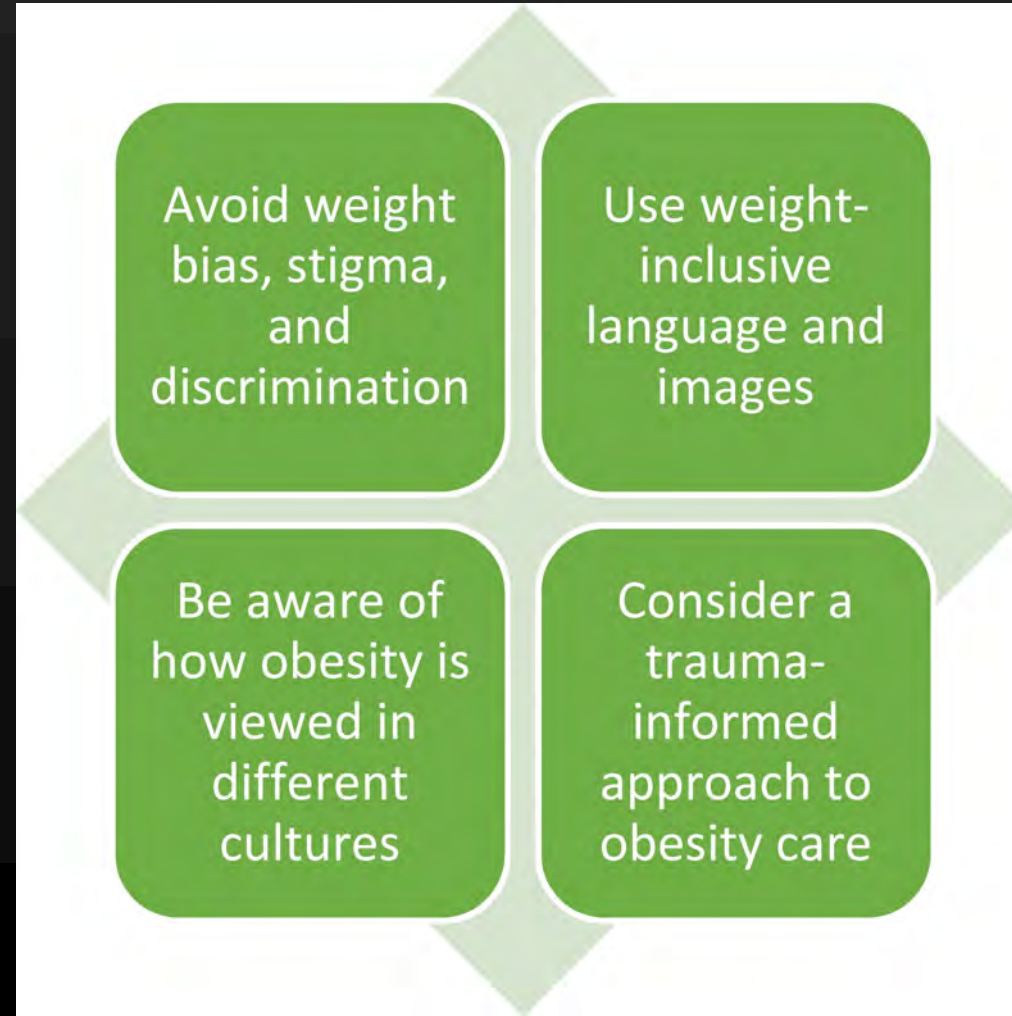 Avoid weight
bias, stigma,
and
discrimination
Use weight-
inclusive
language and
images
Be aware of
how obesity is
viewed in
different
cultures
Consider a
trauma-
informed
approach to
obesity care